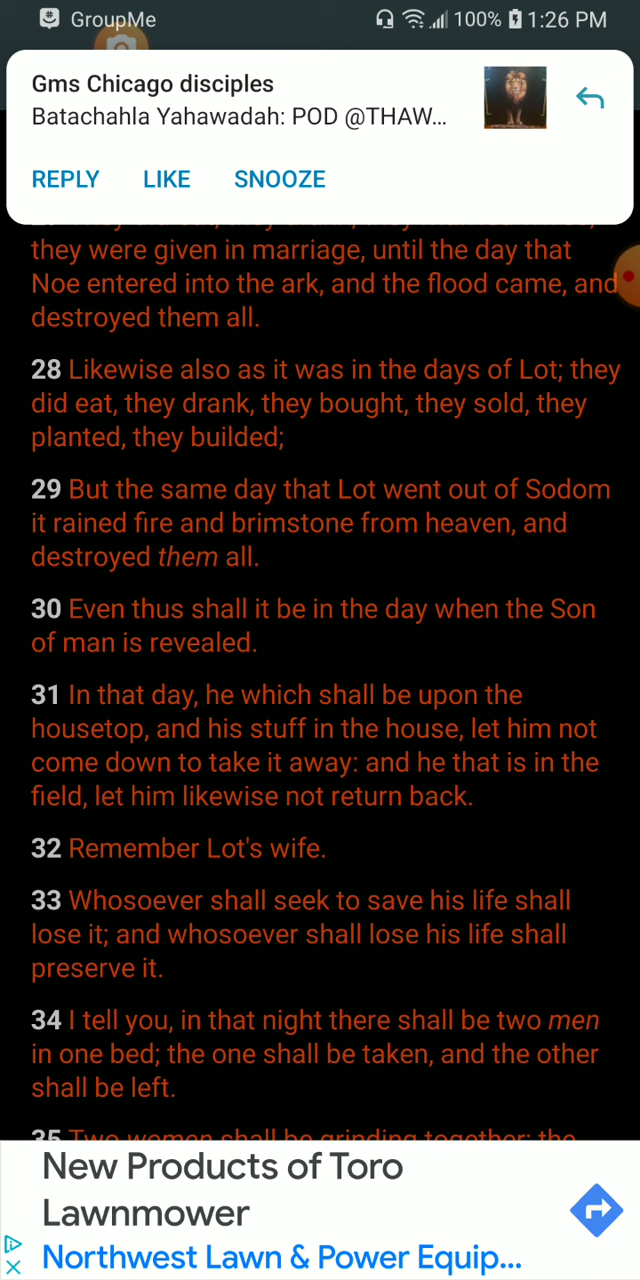 GroupMe 100% 1:26 PM
Gms Chicago disciples
Batachahla Yahawadah: POD @THAW...
REPLY LIKE SNOOZE
they were given in marriage, until the day that
Noe entered into the ark, and the flood came, and
destroyed them all.
28 Likewise also as it was in the days of Lot; they
did eat, they drank, they bought, they sold, they
planted, they builded;
29 But the same day that Lot went out of Sodom
it rained fire and brimstone from heaven, and
destroyed them all.
30 Even thus shall it be in the day when the Son
of man is revealed.
31 In that day, he which shall be upon the
housetop, and his stuff in the house, let him not
come down to take it away: and he that is in the
field, let him likewise not return back.
32 Remember Lot's wife.
33 Whosoever shall seek to save his life shall
lose it; and whosoever shall lose his life shall
preserve it.
34 I tell you, in that night there shall be two men
in one bed; the one shall be taken, and the other
shall be left.
35 Two women shall be grinding together; the
New Products of Toro
Lawnmower
Northwest Lawn & Power Equip...